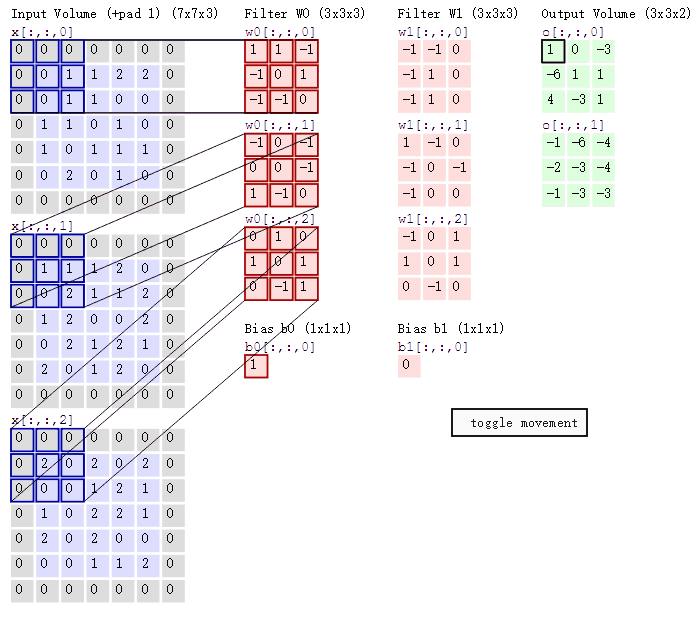 Input Volume (+pad 1) (7x7x3)
x[:,:,0]
0 0 0 0 0 0 0
0 0 1 1 2 2 0
0 0 1 1 0 0 0
0 1 1 0 1 0 0
0 1 0 1 1 1 0
0 0 2 0 1 0 0
0 0 0 0 0 0 0
x[:,:,1]
0 0 0 0 0 0 0
0 1 1 1 2 0 0
0 0 2 1 1 2 0
0 1 2 0 0 2 0
0 0 2 1 2 1 0
0 2 0 1 2 0 0
0 0 0 0 0 0 0
x[:,:,2]
0 0 0 0 0 0 0
0 2 0 2 0 2 0
0 0 0 1 2 1 0
0 1 0 2 2 1 0
0 2 0 2 0 0 0
0 0 0 1 1 2 0
0 0 0 0 0 0 0
Filter W0 (3x3x3)
w0[:,:,0]
1 1 -1
-1 0 1
-1 -1 0
w0[:,:,1]
-1 0 -1
0 0 -1
1 -1 0
w0[:,:,2]
0 1 0
1 0 1
0 -1 1
Bias b0 (1x1x1)
b0[:,:,0]
1
Filter W1 (3x3x3)
w1[:,:,0]
-1 -1 0
-1 1 0
-1 1 0
w1[:,:,1]
1 -1 0
-1 0 -1
-1 0 0
w1[:,:,2]
-1 0 1
1 0 1
0 -1 0
Bias b1 (1x1x1)
b1[:,:,0]
0
Output Volume (3x3x2)
o[:,:,0]
1 0 -3
-6 1 1
4 -3 1
o[:,:,1]
-1 -6 -4
-2 -3 -4
-1 -3 -3
toggle movement